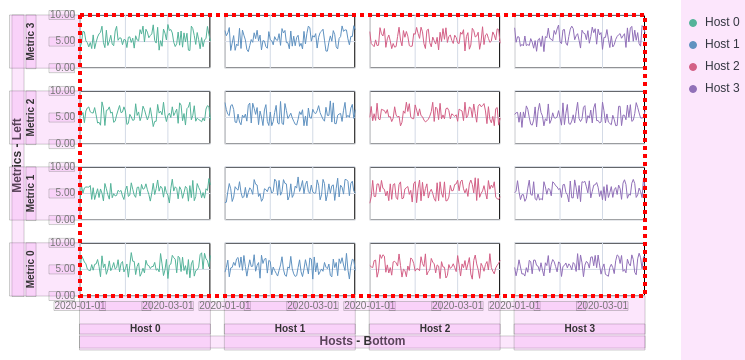 Metrics - Left
Metric 3
10.00
5.00
0.00
Metric 2
10.00
5.00
0.00
Metric 1
10.00
5.00
0.00
Metric 0
10.00
5.00
0.00
2020-01-01 2020-03-01 2020-01-01 2020-03-01 2020-01-01 2020-03-01 2020-01-01 2020-03-01
Host 0 Host 1 Host 2 Host 3
Hosts - Bottom
Host 0
Host 1
Host 2
Host 3